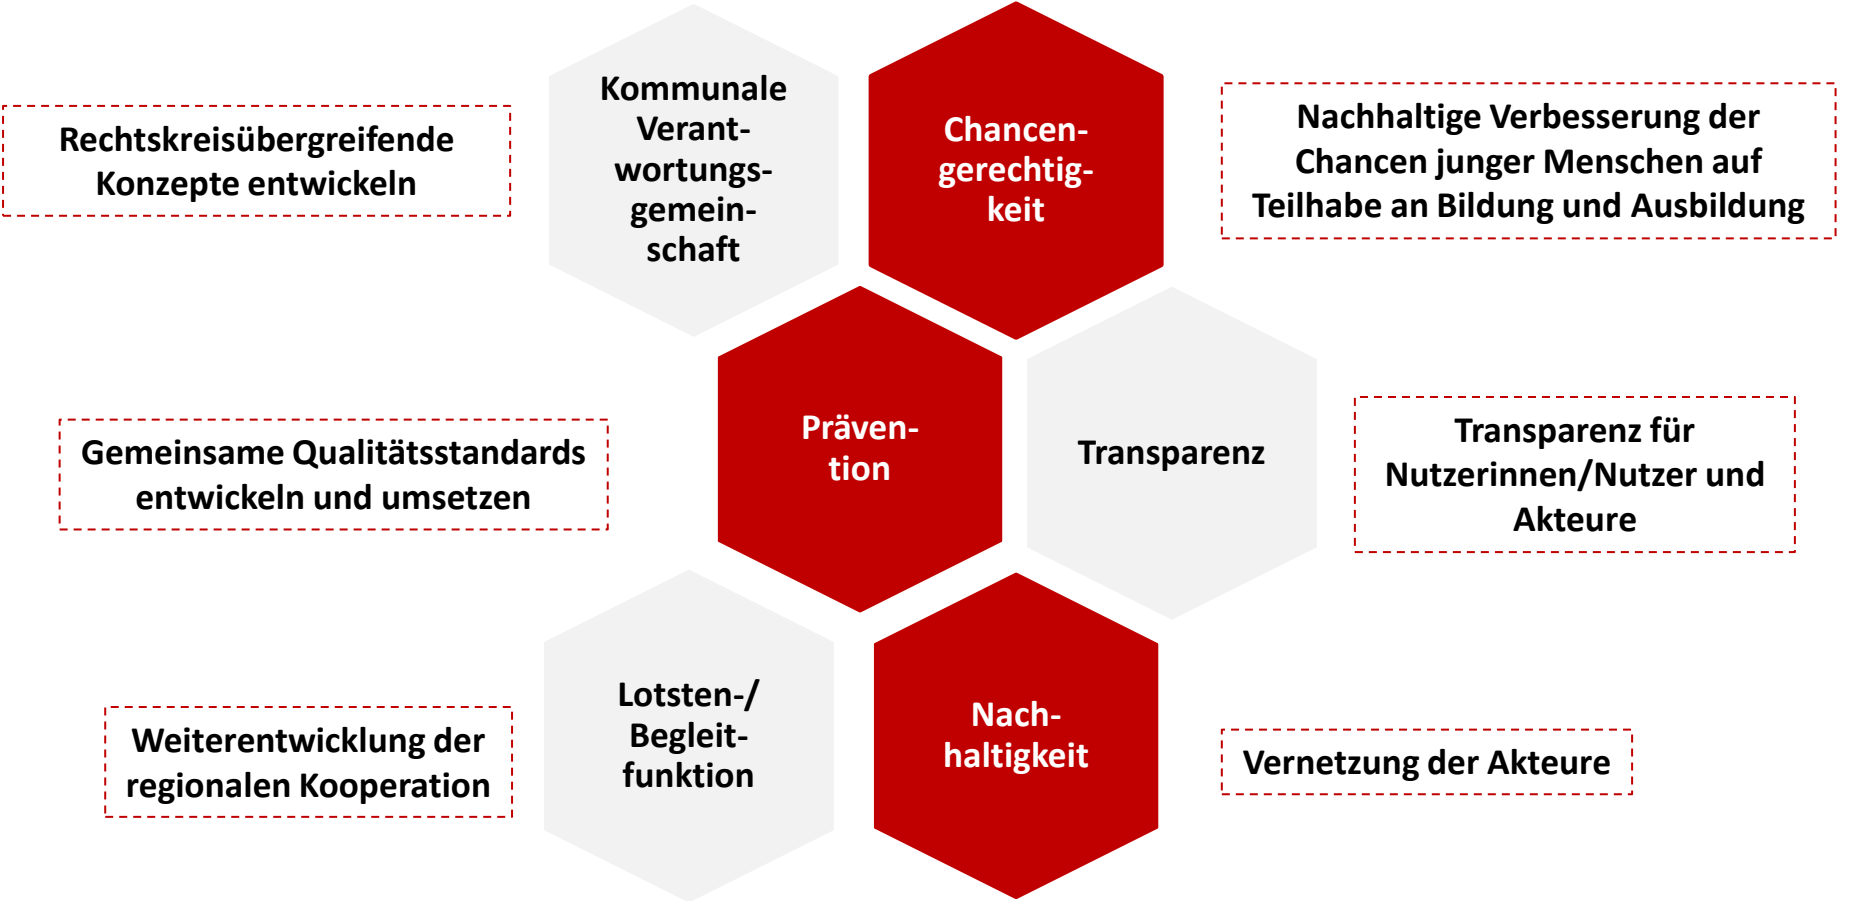 Rechtskreisübergreifende
Konzepte entwickeln
Kommunale
Verant-
wortungs-
gemein-
schaft
Chancen-
gerechtig-
keit
Nachhaltige Verbesserung der
Chancen junger Menschen auf
Teilhabe an Bildung und Ausbildung
Gemeinsame Qualitätsstandards
entwickeln und umsetzen
Präven-
tion
Transparenz
Transparenz für
Nutzerinnen/Nutzer und
Akteure
Weiterentwicklung der
regionalen Kooperation
Lotsten-/
Begleit-
funktion
Nach-
haltigkeit
Vernetzung der Akteure